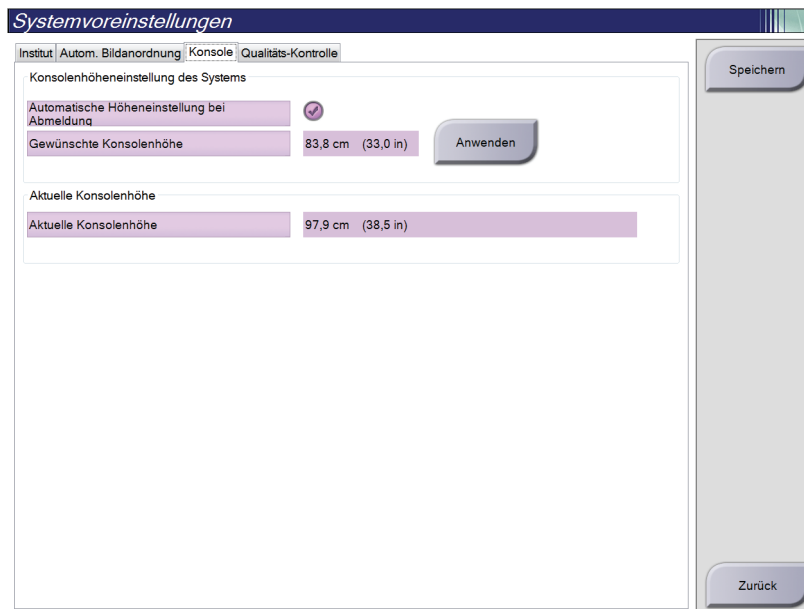 Systemvoreinstellungen
Institut Autom. Bildanordnung Konsole Qualitäts-Kontrolle
Speichern
Konsolenhöheneinstellung des Systems
Automatische Höheneinstellung bei
Abmeldung
Gewünschte Konsolenhöhe 83,8 cm (33,0 in) Anwenden
Aktuelle Konsolenhöhe
Aktuelle Konsolenhöhe 97,9 cm (38,5 in)
Zurück